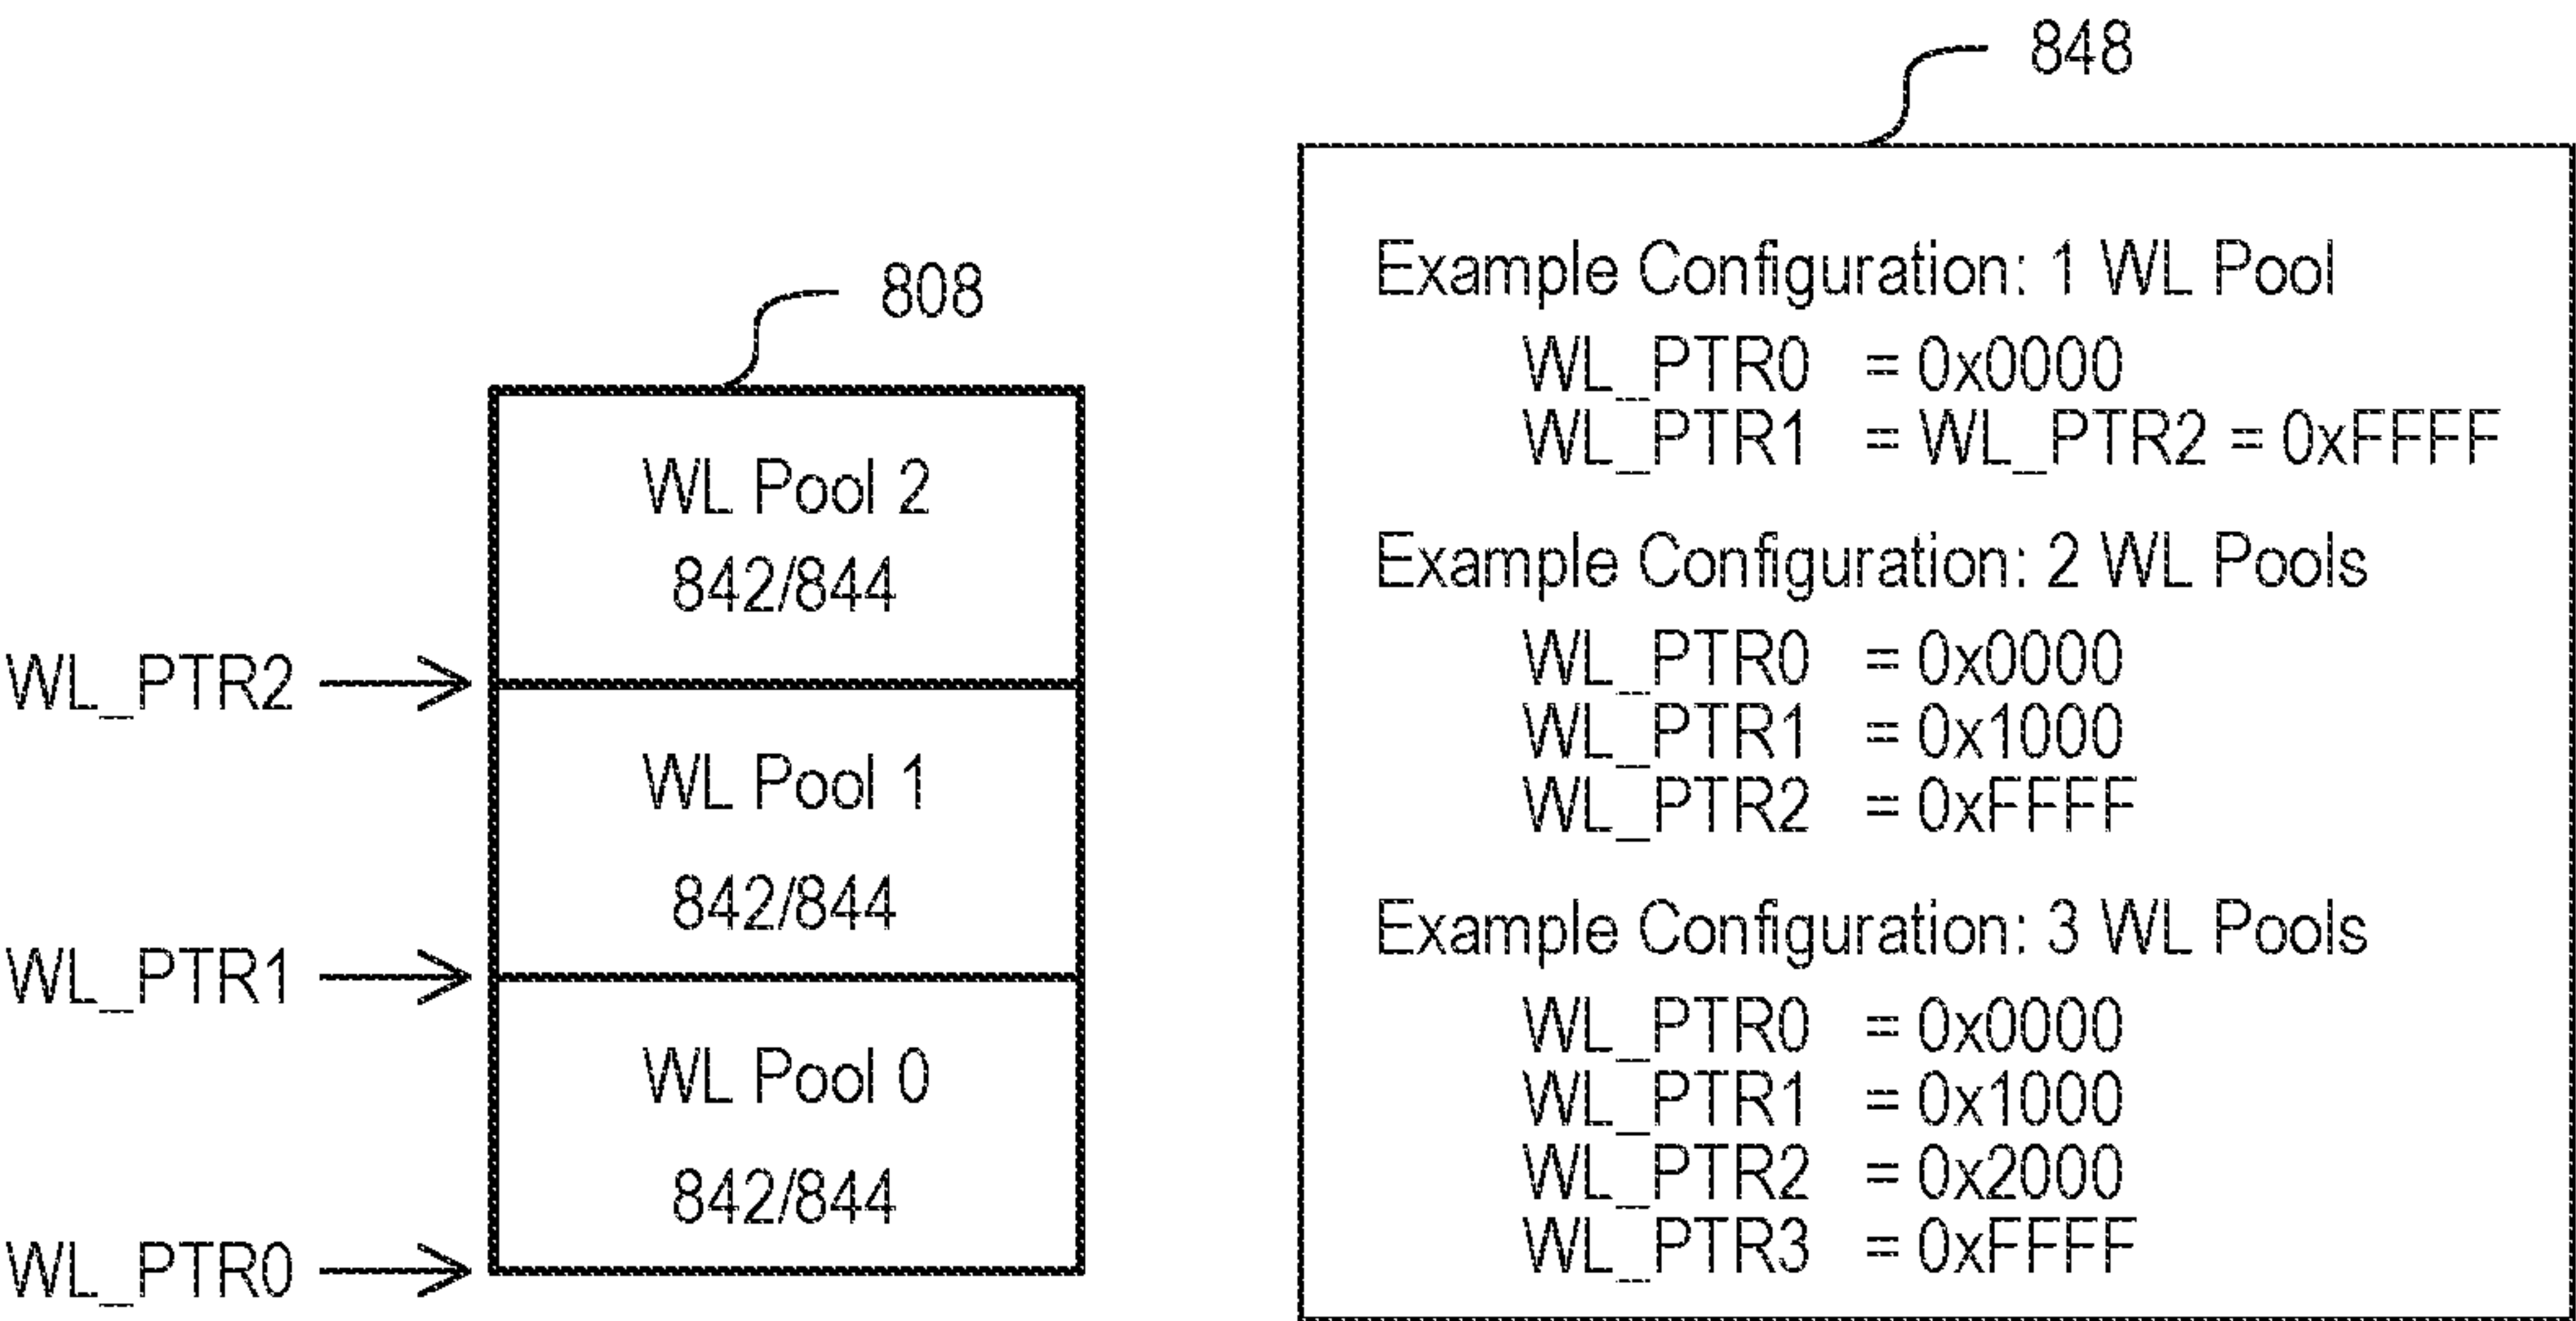 848
808
WL Pool 2
842/844
WL_PTR2
WL Pool 1
842/844
WL_PTR1
WL Pool 0
842/844
WL_PTR0
Example Configuration: 1 WL Pool
WL_PTR0 = 0x0000
WL_PTR1 = WL_PTR2 = 0xFFFF
Example Configuration: 2 WL Pools
WL_PTR0 = 0x0000
WL_PTR1 = 0x1000
WL_PTR2 = 0xFFFF
Example Configuration: 3 WL Pools
WL_PTR0 = 0x0000
WL_PTR1 = 0x1000
WL_PTR2 = 0x2000
WL_PTR3 = 0xFFFF